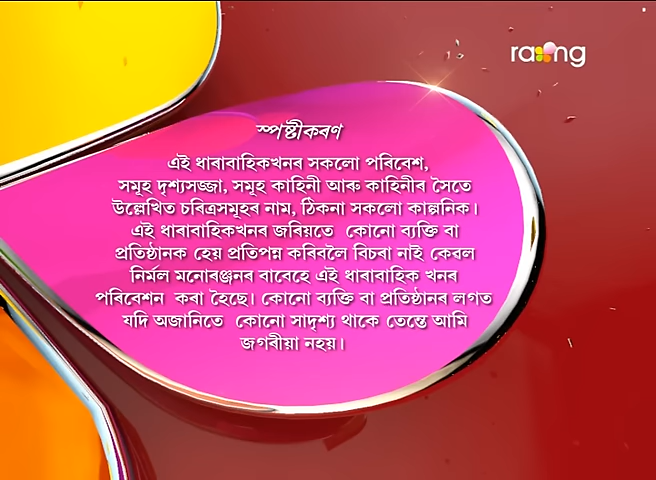 rang
স্পষ্টীকৰণ
এই ধাৰাবাহিকখনৰ সকলো পৰিবেশ,
সমূহ দৃশ্যসজ্জা, সমূহ কাহিনী আৰু কাহিনীৰ সৈতে
উল্লেখিত চৰিত্ৰসমূহৰ নাম, ঠিকনা সকলো কাল্পনিক।
এই ধাৰাবাহিকখনৰ জৰিয়তে কোনো ব্যক্তি বা
প্ৰতিষ্ঠানক হেয় প্ৰতিপন্ন কৰিবলৈ বিচৰা নাই কেৱল
নিৰ্মল মনোৰঞ্জনৰ বাবেহে এই ধাৰাবাহিক খনৰ
পৰিবেশন কৰা হৈছে। কোনো ব্যক্তি বা প্ৰতিষ্ঠানৰ লগত
যদি অজানিতে কোনো সাদৃশ্য থাকে তেন্তে আমি
জগৰীয়া নহয়।